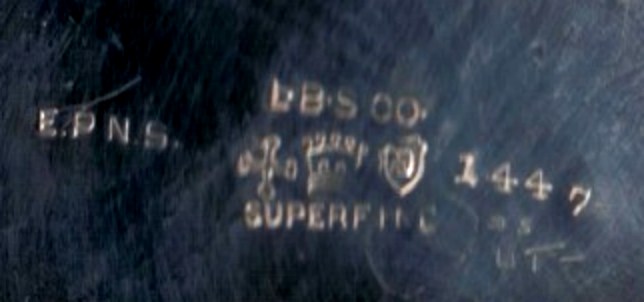 L.B.S CO.
E.P.N.S.
1447
SUPERFINE